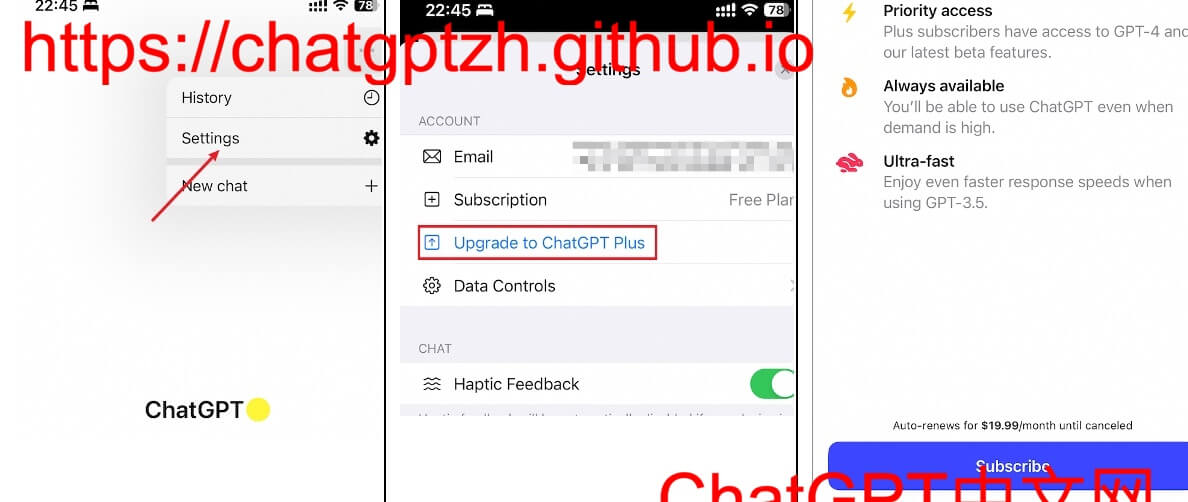 22:45
78
https://chatgptzh.github.io
History
Settings
New chat
ChatGPT
22:45
78
Settings
ACCOUNT
Email
Subscription Free Plan
Upgrade to ChatGPT Plus
Data Controls
CHAT
Haptic Feedback
Priority access
Plus subscribers have access to GPT-4 and
our latest beta features.
Always available
You'll be able to use ChatGPT even when
demand is high.
Ultra-fast
Enjoy even faster response speeds when
using GPT-3.5.
Auto-renews for $19.99/month until canceled
Subscribe
ChatGPT中文网